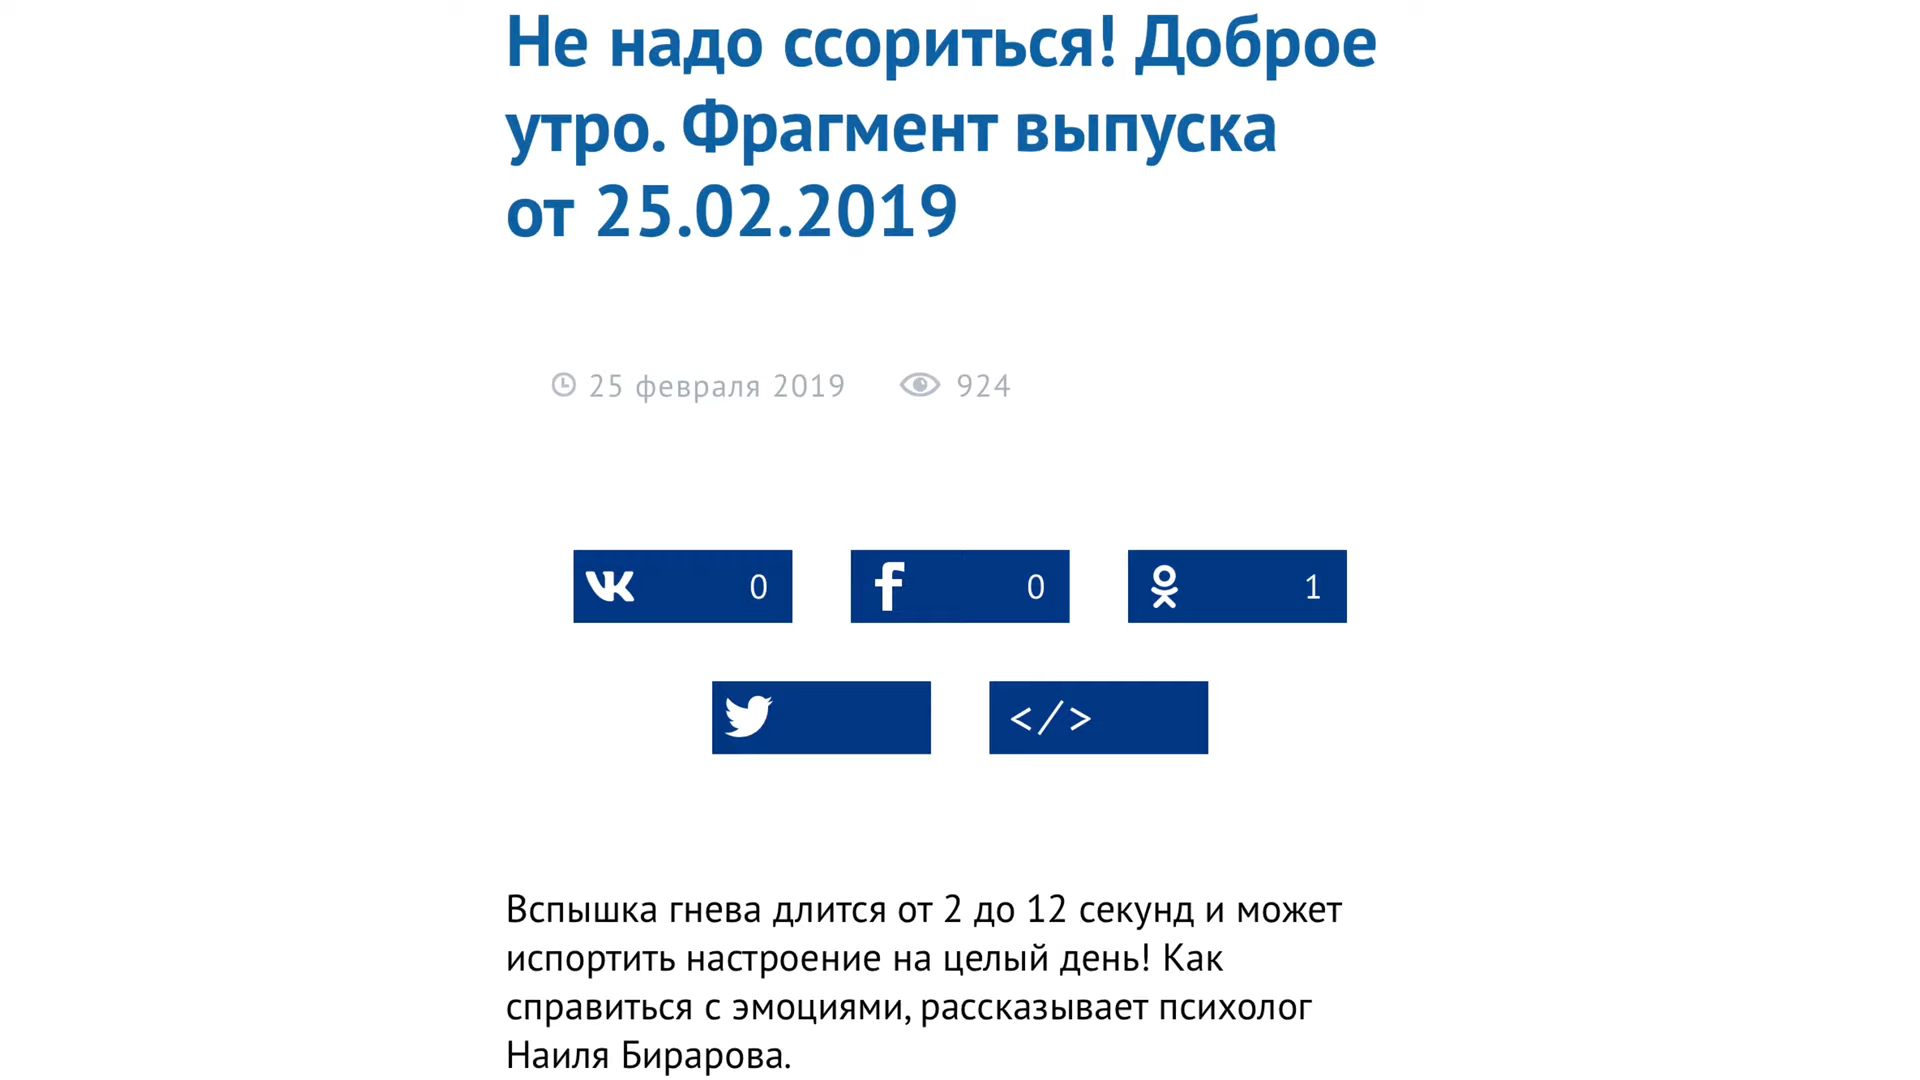 Не надо ссориться! Доброе
утро. Фрагмент выпуска
от 25.02.2019
25 февраля 2019 924
0 0 1
</>
Вспышка гнева длится от 2 до 12 секунд и может
испортить настроение на целый день! Как
справиться с эмоциями, рассказывает психолог
Наиля Бирарова.